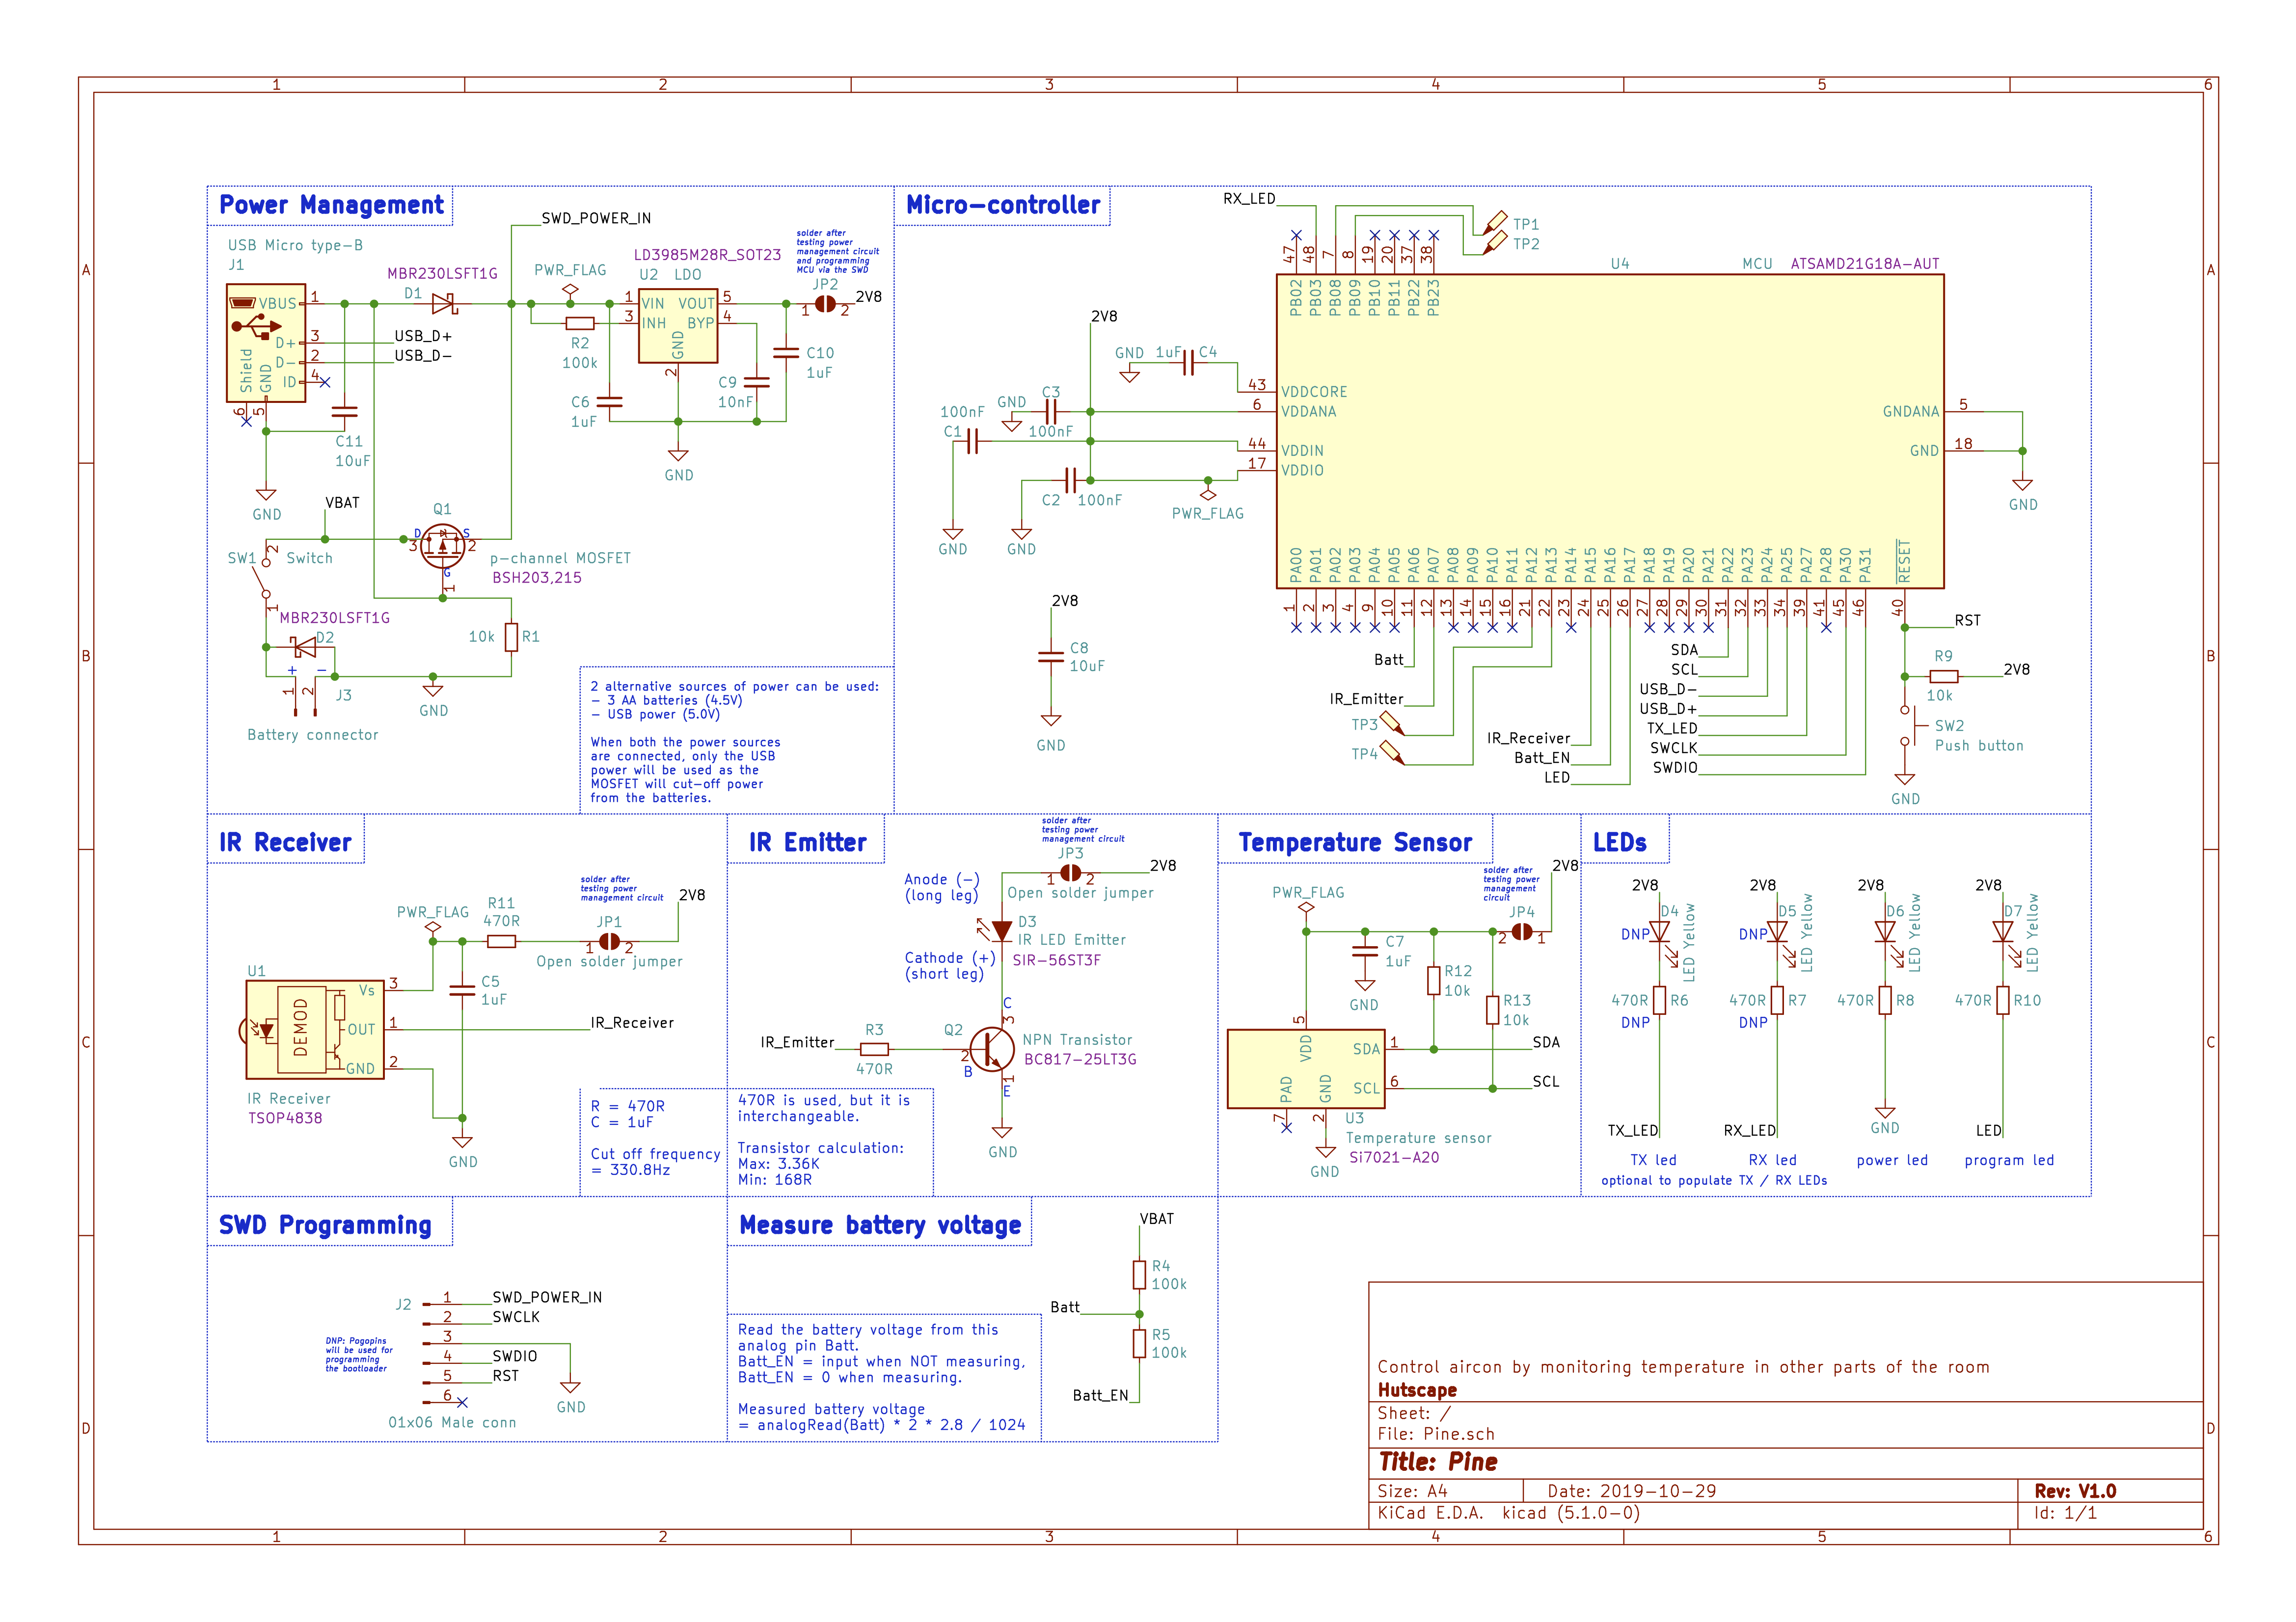 1 2 3 4 5 6
A
B
C
D
Power Management
SWD_POWER_IN
USB Micro type-B
J1
MBR230LSFT1G
D1
PWR_FLAG
LD3985M28R_SOT23
U2 LDO
solder after
testing power
management circuit
and programming
MCU via the SWD
JP2
1 2
2V8
VBUS 1
D+ 3
D- 2
ID 4
Shield
GND
6 5
USB_D+
USB_D-
R2
100k
1 VIN VOUT 5
3 INH BYP 4
GND
2
C10
1uF
C9
10nF
C6
1uF
GND
C11
10uF
GND
VBAT
Q1
D S
3 2
G
1
p-channel MOSFET
BSH203,215
SW1 Switch
2
1
MBR230LSFT1G
D2
10k R1
+ -
1 2
J3
GND
Battery connector
2 alternative sources of power can be used:
- 3 AA batteries (4.5V)
- USB power (5.0V)
When both the power sources
are connected, only the USB
power will be used as the
MOSFET will cut-off power
from the batteries.
Micro-controller
RX_LED
TP1
TP2
47 48 7 8 19 20 37 38
PB02 PB03 PB08 PB09 PB10 PB11 PB22 PB23
U4 MCU ATSAMD21G18A-AUT
2V8
GND 1uF C4
43 VDDCORE
C3
GND
100nF
6 VDDANA
100nF
C1
44 VDDIN
17 VDDIO
C2 100nF
PWR_FLAG
GND
GND
GNDANA 5
GND 18
GND
PA00 PA01 PA02 PA03 PA04 PA05 PA06 PA07 PA08 PA09 PA10 PA11 PA12 PA13 PA14 PA15 PA16 PA17 PA18 PA19 PA20 PA21 PA22 PA23 PA24 PA25 PA27 PA28 PA30 PA31 RESET
1 2 3 4 9 10 11 12 13 14 15 16 21 22 23 24 25 26 27 28 29 30 31 32 33 34 39 41 45 46 40
2V8
C8
10uF
GND
Batt
IR_Emitter
TP3
TP4
IR_Receiver
Batt_EN
LED
SDA
SCL
USB_D-
USB_D+
TX_LED
SWCLK
SWDIO
RST
R9
10k
2V8
SW2
Push button
GND
IR Receiver
solder after
testing power
management circuit
2V8
R11
470R
PWR_FLAG
JP1
1 2
Open solder jumper
U1
Vs 3
C5
1uF
DEMOD
OUT 1
IR_Receiver
GND 2
IR Receiver
TSOP4838
GND
R = 470R
C = 1uF
Cut off frequency
= 330.8Hz
IR Emitter
solder after
testing power
management circuit
JP3
2V8
1 2
Open solder jumper
Anode (-)
(long leg)
D3
IR LED Emitter
SIR-56ST3F
Cathode (+)
(short leg)
C
3
IR_Emitter
R3
470R
Q2
2
B
NPN Transistor
BC817-25LT3G
1
E
GND
470R is used, but it is
interchangeable.
Transistor calculation:
Max: 3.36K
Min: 168R
Temperature Sensor
solder after
testing power
management
circuit
2V8
PWR_FLAG
JP4
2 1
C7
1uF
GND
R12
10k
R13
10k
5
VDD
SDA 1
SDA
SCL 6
SCL
PAD
GND
7 2
U3
Temperature sensor
Si7021-A20
GND
LEDs
2V8 2V8 2V8 2V8
D4 D5 D6 D7
DNP DNP
LED Yellow LED Yellow LED Yellow LED Yellow
470R R6 470R R7 470R R8 470R R10
DNP DNP
TX_LED RX_LED GND LED
TX led RX led power led program led
optional to populate TX / RX LEDs
SWD Programming
J2
1 SWD_POWER_IN
2 SWCLK
3
4 SWDIO
5 RST
6
DNP: Pogopins
will be used for
programming
the bootloader
GND
01x06 Male conn
Measure battery voltage
VBAT
R4
100k
Batt
R5
100k
Batt_EN
Read the battery voltage from this
analog pin Batt.
Batt_EN = input when NOT measuring,
Batt_EN = 0 when measuring.
Measured battery voltage
= analogRead(Batt) * 2 * 2.8 / 1024
Control aircon by monitoring temperature in other parts of the room
Hutscape
Sheet: /
File: Pine.sch
Title: Pine
Size: A4 Date: 2019-10-29 Rev: V1.0
KiCad E.D.A. kicad (5.1.0-0) Id: 1/1
A
B
C
D
1 2 3 4 5 6